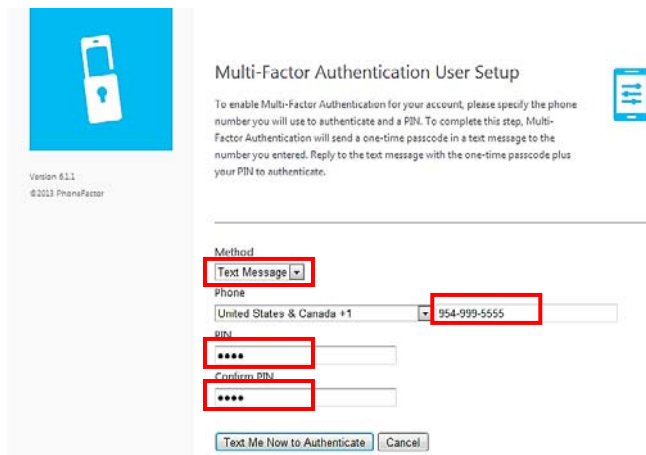 Multi-Factor Authentication User Setup
To enable Multi-Factor Authentication for your account, please specify the phone
number you will use to authenticate and a PIN. To complete this step, Multi-
Factor Authentication will send a one-time passcode in a text message to the
number you entered. Reply to the text message with the one-time passcode plus
your PIN to authenticate.
Version 6.1.1
©2013 PhoneFactor
Method
Text Message
Phone
United States & Canada +1 954-999-5555
PIN
••••
Confirm PIN
••••
Text Me Now to Authenticate Cancel